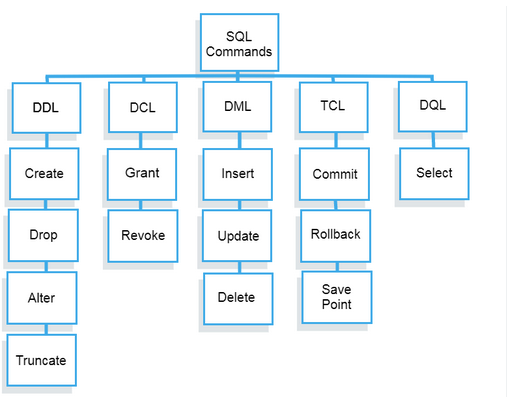 SQL
Commands
DDL
DCL
DML
TCL
DQL
Create
Grant
Insert
Commit
Select
Drop
Revoke
Update
Rollback
Alter
Delete
Save
Point
Truncate